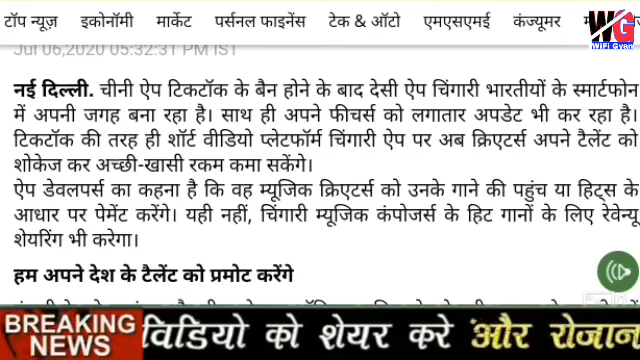 टॉप न्यूज़ इकोनॉमी मार्केट पर्सनल फाइनेंस टेक & ऑटो एमएसएमई कंज्यूमर
WG
WiFi Gyan
Jul 06,2020 05:32:31 PM IST
नई दिल्ली. चीनी ऐप टिकटॉक के बैन होने के बाद देसी ऐप चिंगारी भारतीयों के स्मार्टफोन
में अपनी जगह बना रहा है। साथ ही अपने फीचर्स को लगातार अपडेट भी कर रहा है।
टिकटॉक की तरह ही शॉर्ट वीडियो प्लेटफॉर्म चिंगारी ऐप पर अब क्रिएटर्स अपने टैलेंट को
शोकेज कर अच्छी-खासी रकम कमा सकेंगे।
ऐप डेवलपर्स का कहना है कि वह म्यूजिक क्रिएटर्स को उनके गाने की पहुंच या हिट्स के
आधार पर पेमेंट करेंगे। यही नहीं, चिंगारी म्यूजिक कंपोजर्स के हिट गानों के लिए रेवेन्यू
शेयरिंग भी करेगा।
हम अपने देश के टैलेंट को प्रमोट करेंगे
BREAKING
NEWS
विडियो को शेयर करे और रोजान